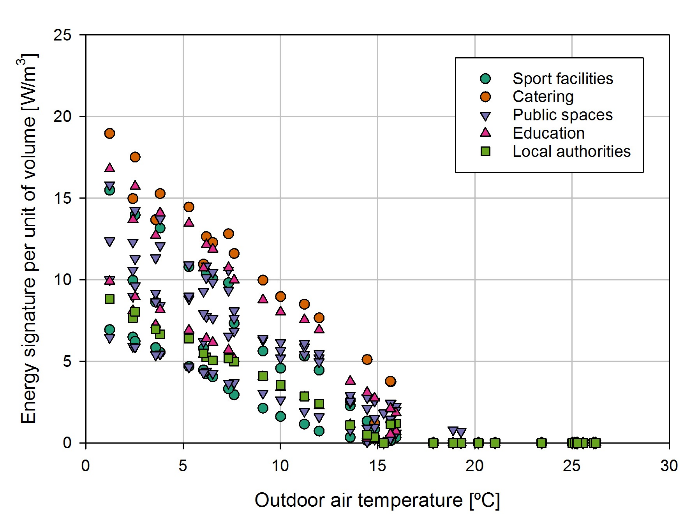 25
20
15
10
5
0
0 5 10 15 20 25 30
Energy signature per unit of volume [W/m³]
Outdoor air temperature [ºC]
Sport facilities
Catering
Public spaces
Education
Local authorities